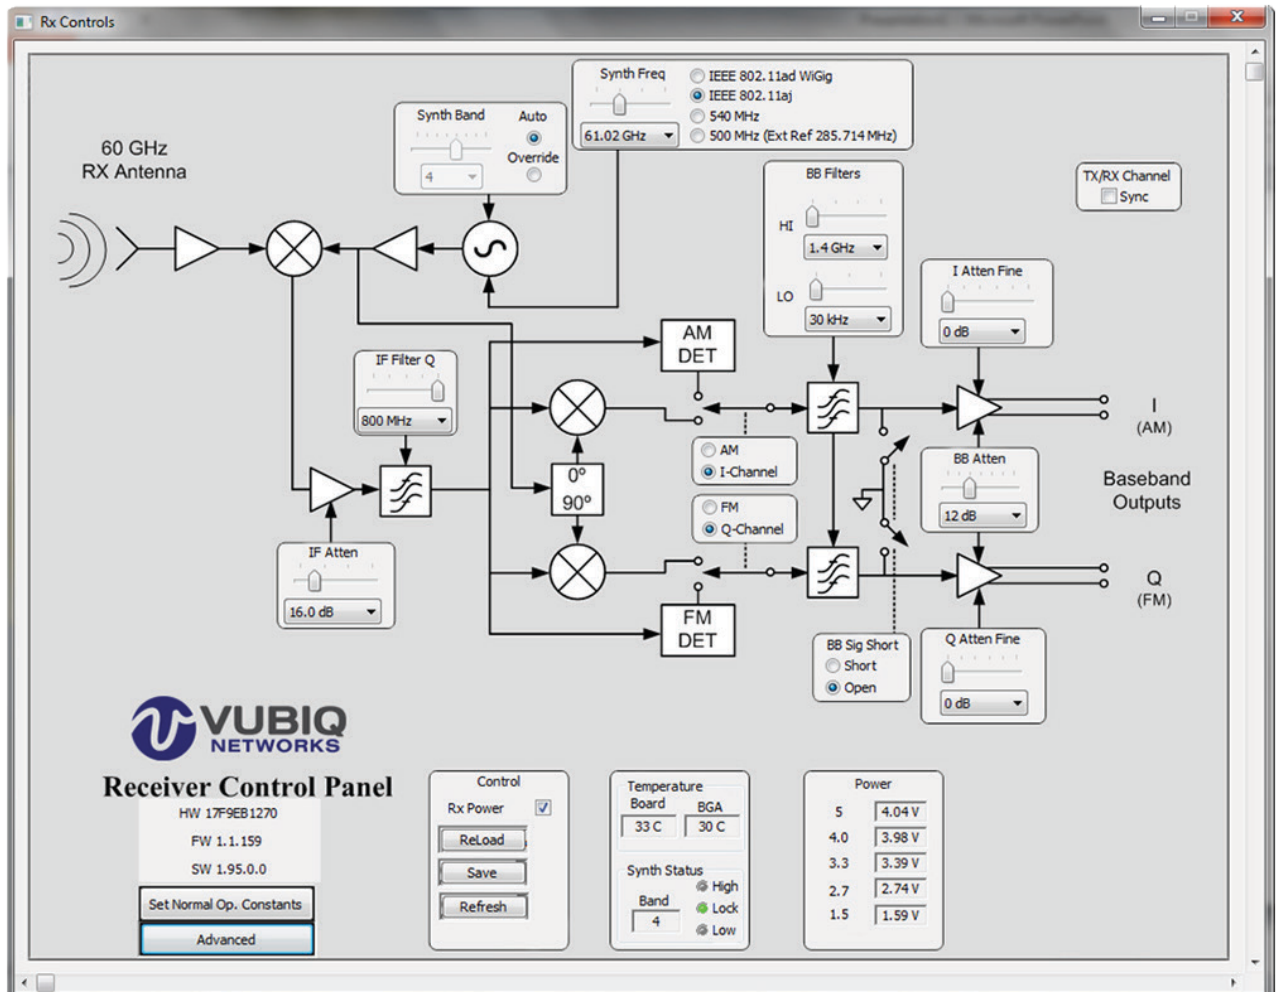 Rx Controls
Synth Freq
IEEE 802.11ad WiGig
IEEE 802.11aj
540 MHz
61.02 GHz
500 MHz (Ext Ref 285.714 MHz)
Synth Band
Auto
Override
4
60 GHz
RX Antenna
BB Filters
HI
1.4 GHz
LO
30 kHz
TX/RX Channel
Sync
I Atten Fine
0 dB
AM
DET
IF Filter Q
800 MHz
AM
I-Channel
I
(AM)
0º
90º
FM
Q-Channel
BB Atten
12 dB
Baseband
Outputs
IF Atten
16.0 dB
FM
DET
Q
(FM)
BB Sig Short
Short
Open
Q Atten Fine
0 dB
VUBIQ
NETWORKS
Receiver Control Panel
HW 17F9EB1270
FW 1.1.159
SW 1.95.0.0
Set Normal Op. Constants
Advanced
Control
Rx Power
ReLoad
Save
Refresh
Temperature
Board
BGA
33 C
30 C
Synth Status
High
Band
Lock
4
Low
Power
5 4.04 V
4.0 3.98 V
3.3 3.39 V
2.7 2.74 V
1.5 1.59 V